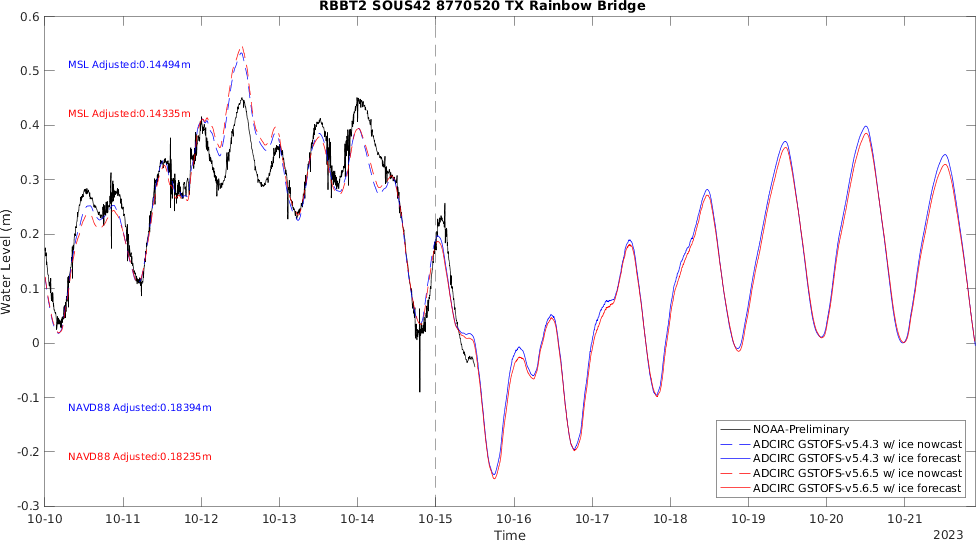 RBBT2 SOUS42 8770520 TX Rainbow Bridge
0.6
0.5
0.4
0.3
0.2
0.1
0
-0.1
-0.2
-0.3
Water Level (m)
MSL Adjusted:0.14494m
MSL Adjusted:0.14335m
NAVD88 Adjusted:0.18394m
NAVD88 Adjusted:0.18235m
NOAA-Preliminary
ADCIRC GSTOFS-v5.4.3 w/ ice nowcast
ADCIRC GSTOFS-v5.4.3 w/ ice forecast
ADCIRC GSTOFS-v5.6.5 w/ ice nowcast
ADCIRC GSTOFS-v5.6.5 w/ ice forecast
10-10 10-11 10-12 10-13 10-14 10-15 10-16 10-17 10-18 10-19 10-20 10-21
Time
2023